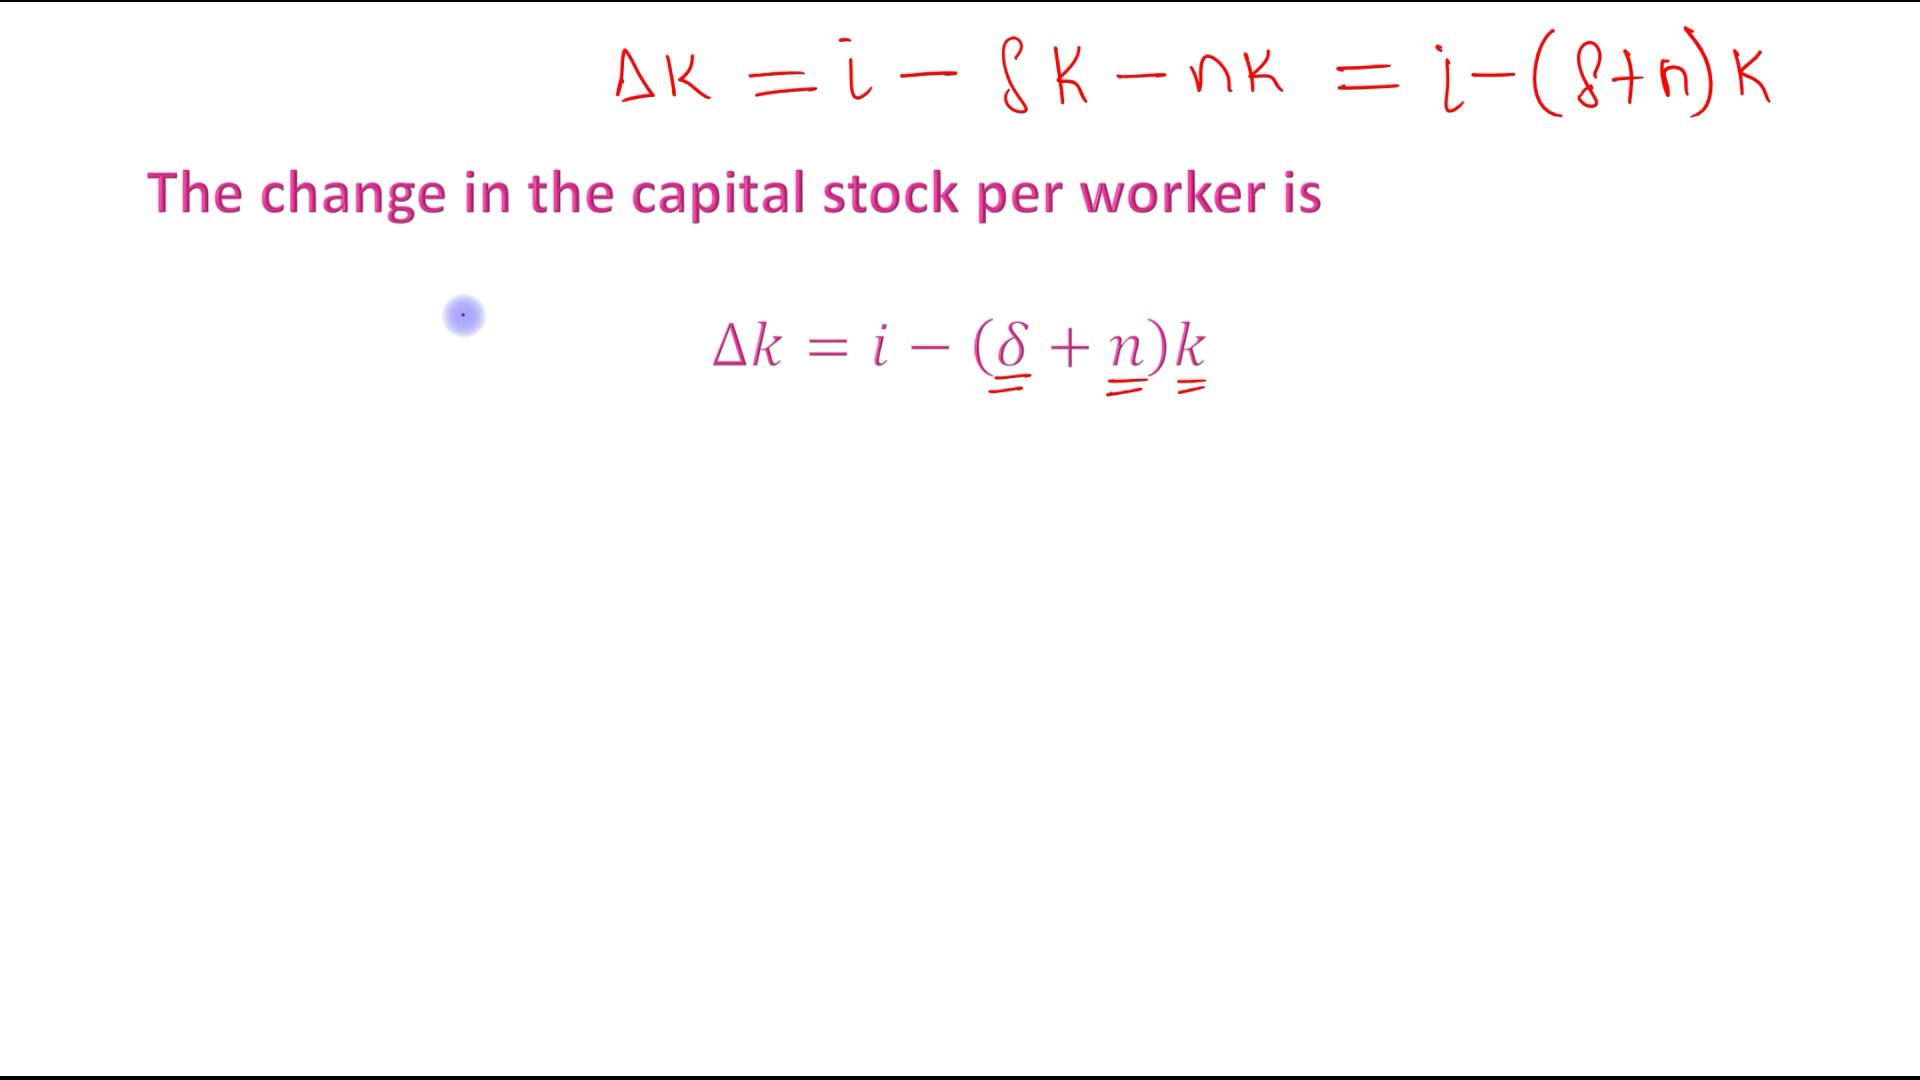 Δk = i − δk − nk = i − (δ+n)k
The change in the capital stock per worker is
Δk = i − (δ + n)k